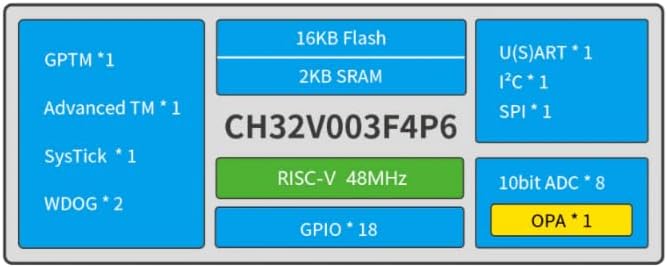 GPTM *1
Advanced TM * 1
SysTick * 1
WDOG * 2
16KB Flash
2KB SRAM
CH32V003F4P6
RISC-V 48MHz
GPIO * 18
U(S)ART * 1
I²C * 1
SPI * 1
10bit ADC * 8
OPA * 1